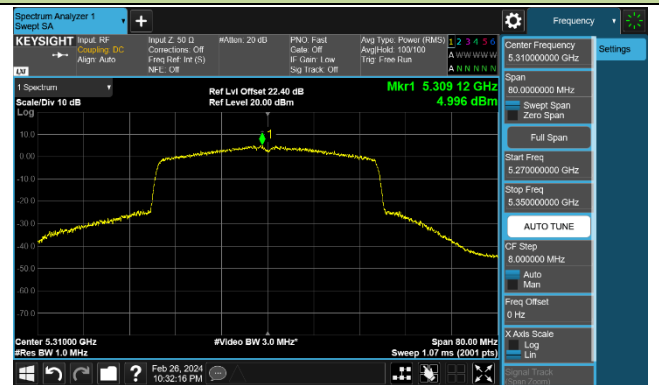 Spectrum Analyzer 1
Swept SA
Frequency
KEYSIGHT
Input: RF
Coupling: DC
Align: Auto
Input Z: 50 Ω
Corrections: Off
Freq Ref: Int (S)
NFE: Off
#Atten: 20 dB
PNO: Fast
Gate: Off
IF Gain: Low
Sig Track: Off
Avg Type: Power (RMS)
Avg|Hold: 100/100
Trig: Free Run
1 2 3 4 5 6
A W W W W W
A N N N N N
LXI
1 Spectrum
Scale/Div 10 dB
Log
Ref Lvl Offset 22.40 dB
Ref Level 20.00 dBm
Mkr1 5.309 12 GHz
4.996 dBm
1
10.0
0.00
-10.0
-20.0
-30.0
-40.0
-50.0
-60.0
-70.0
Center 5.31000 GHz
#Res BW 1.0 MHz
#Video BW 3.0 MHz*
Span 80.00 MHz
Sweep 1.07 ms (2001 pts)
Feb 26, 2024
10:32:16 PM
Center Frequency
5.310000000 GHz
Settings
Span
80.0000000 MHz
Swept Span
Zero Span
Full Span
Start Freq
5.270000000 GHz
Stop Freq
5.350000000 GHz
AUTO TUNE
CF Step
8.000000 MHz
Auto
Man
Freq Offset
0 Hz
X Axis Scale
Log
Lin
Signal Track
(Span Zoom)